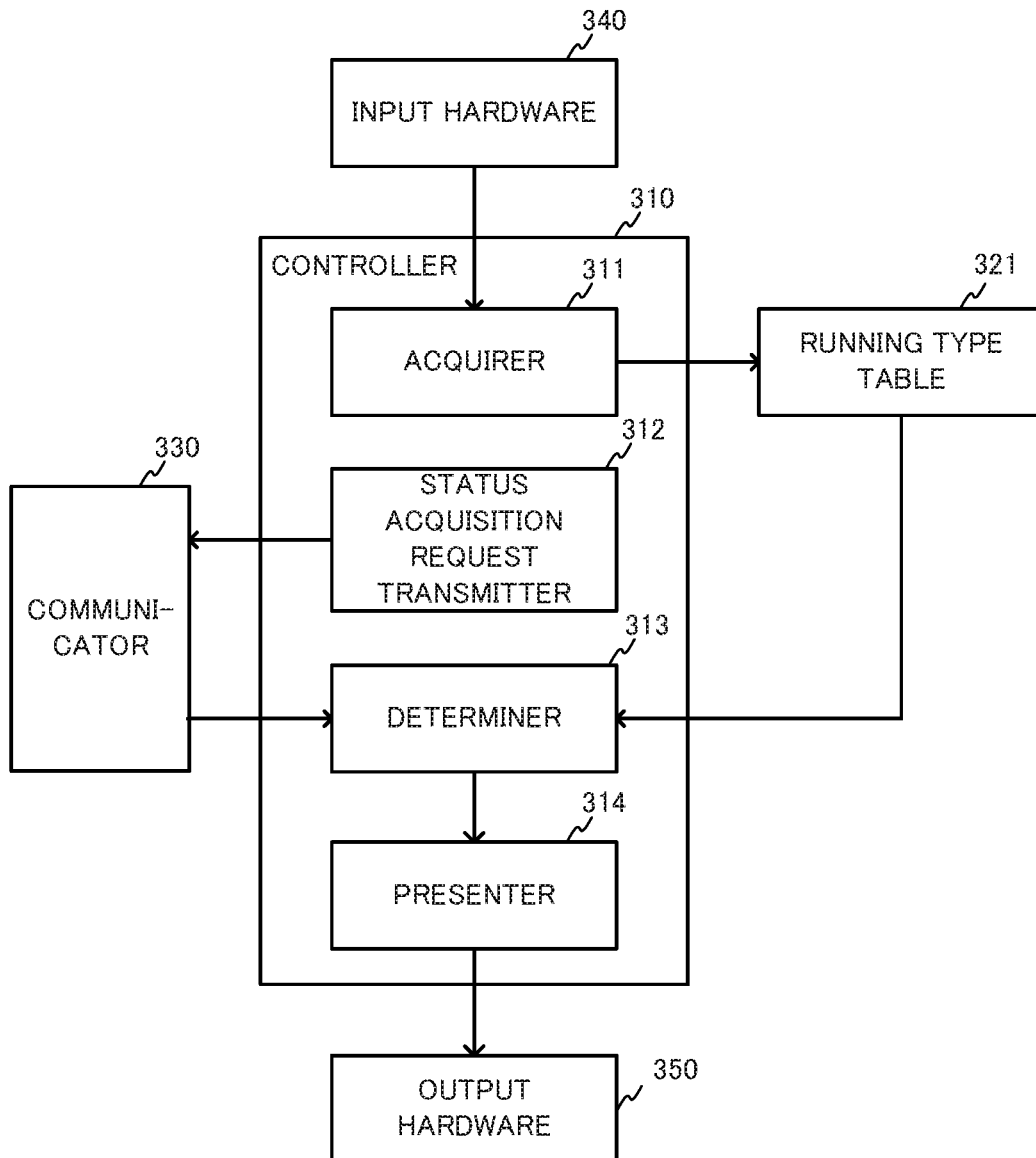 340
INPUT HARDWARE
310
CONTROLLER
311
ACQUIRER
321
RUNNING TYPE
TABLE
312
STATUS
ACQUISITION
REQUEST
TRANSMITTER
330
COMMUNI-
CATOR
313
DETERMINER
314
PRESENTER
350
OUTPUT
HARDWARE